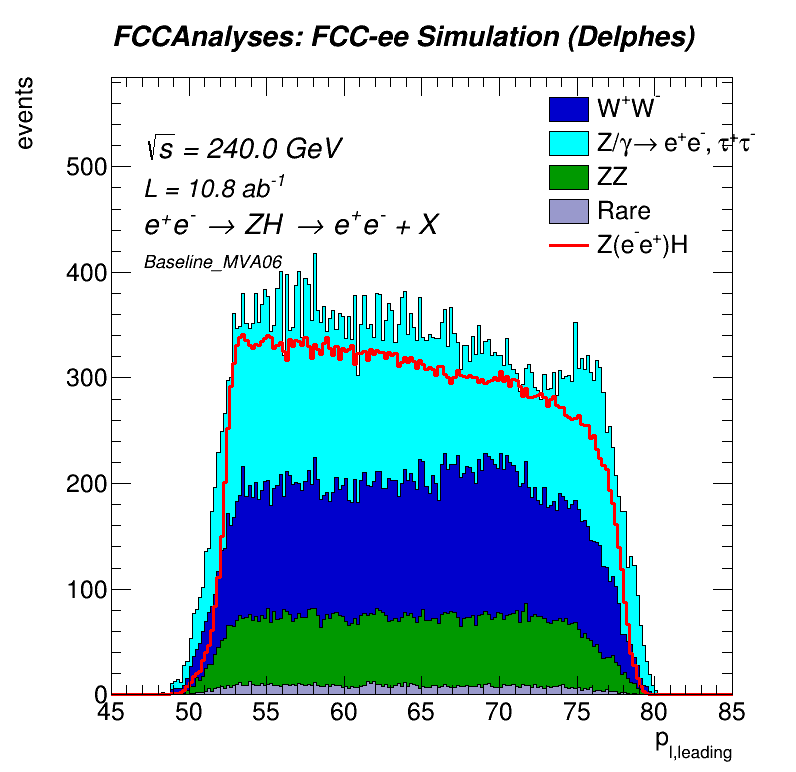 FCCAnalyses: FCC-ee Simulation (Delphes)
events
√s = 240.0 GeV
L = 10.8 ab⁻¹
e⁺e⁻ → ZH → e⁺e⁻ + X
Baseline_MVA06
W⁺W⁻
Z/γ→ e⁺e⁻, τ⁺τ⁻
ZZ
Rare
Z(e⁻e⁺)H
500
400
300
200
100
0
45 50 55 60 65 70 75 80 85
p_l,leading